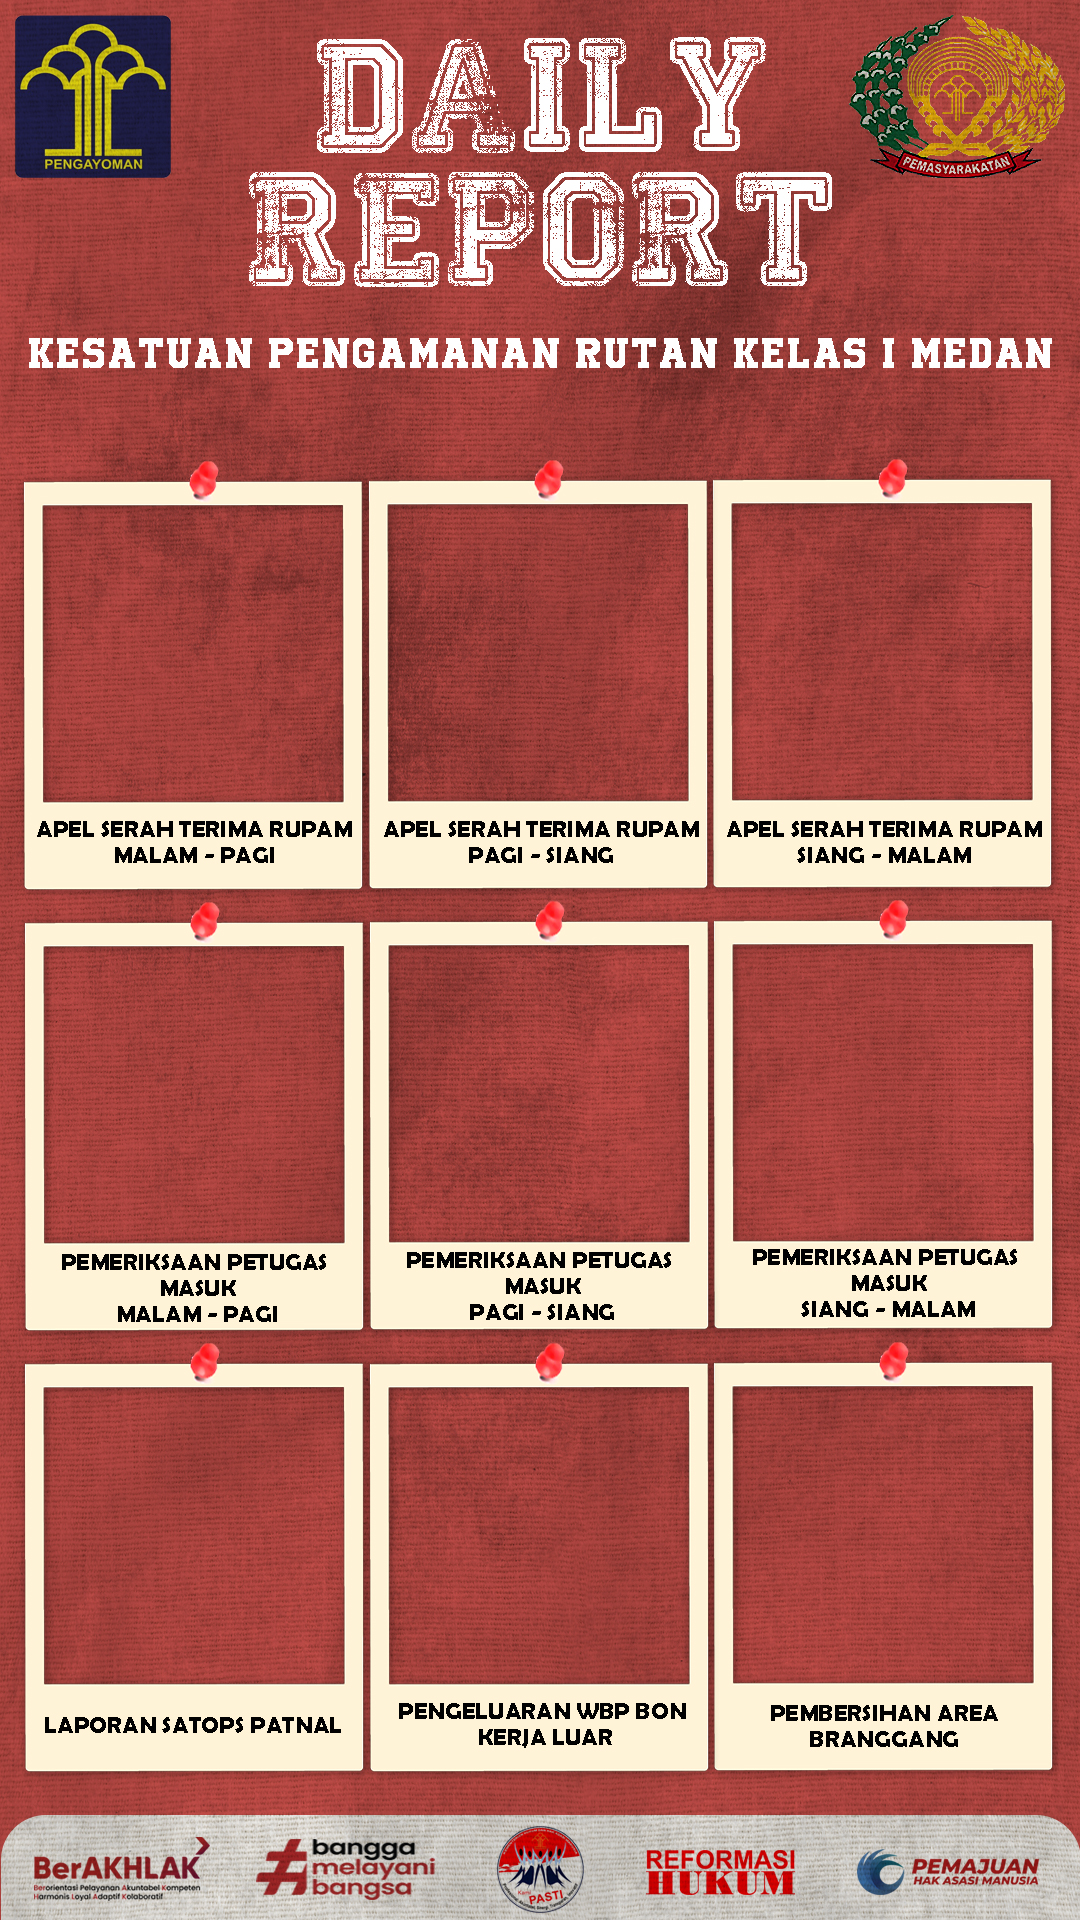 PENGAYOMAN
DAILY
REPORT
PEMASYARAKATAN
KESATUAN PENGAMANAN RUTAN KELAS I MEDAN
APEL SERAH TERIMA RUPAM
MALAM - PAGI
APEL SERAH TERIMA RUPAM
PAGI - SIANG
APEL SERAH TERIMA RUPAM
SIANG - MALAM
PEMERIKSAAN PETUGAS
MASUK
MALAM - PAGI
PEMERIKSAAN PETUGAS
MASUK
PAGI - SIANG
PEMERIKSAAN PETUGAS
MASUK
SIANG - MALAM
LAPORAN SATOPS PATNAL
PENGELUARAN WBP BON
KERJA LUAR
PEMBERSIHAN AREA
BRANGGANG
BerAKHLAK
Berorientasi Pelayanan Akuntabel Kompeten
Harmonis Loyal Adaptif Kolaboratif
#bangga
melayani
bangsa
Kami
PASTI
REFORMASI
HUKUM
PEMAJUAN
HAK ASASI MANUSIA